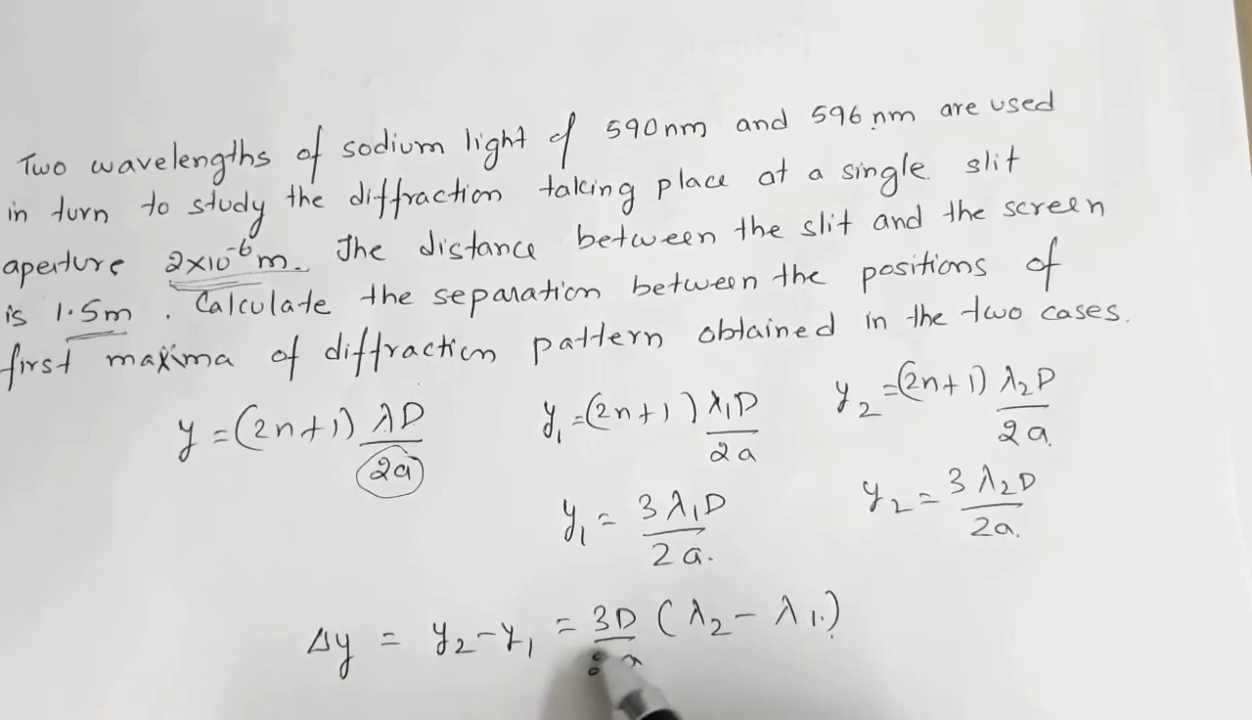 Two wavelengths of sodium light of 590nm and 596nm are used
in turn to study the diffraction taking place at a single slit
aperture 2×10⁻⁶m. The distance between the slit and the screen
is 1.5m. Calculate the separation between the positions of
first maxima of diffraction pattern obtained in the two cases.
y = (2n+1) λD/2a y₁ = (2n+1) λ₁D/2a y₂ = (2n+1) λ₂D/2a
y₁ = 3λ₁D/2a. y₂ = 3λ₂D/2a.
Δy = y₂-y₁ = 3D (λ₂ - λ₁)